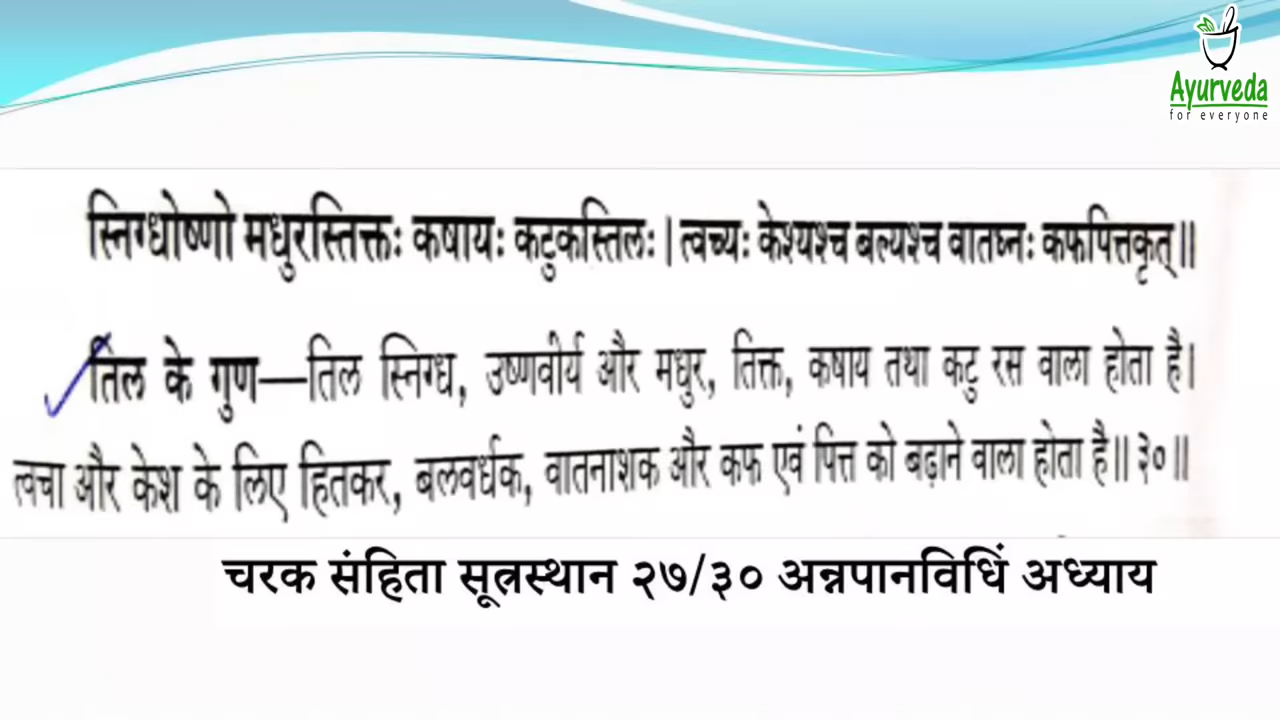 Ayurveda
for everyone
स्निग्धोष्णो मधुरस्तिक्तः कषायः कटुकस्तिलः। त्वच्यः केश्यश्च बल्यश्च वातघ्नः कफपित्तकृत्॥
तिल के गुण—तिल स्निग्ध, उष्णवीर्य और मधुर, तिक्त, कषाय तथा कटु रस वाला होता है।
त्वचा और केश के लिए हितकर, बलवर्धक, वातनाशक और कफ एवं पित्त को बढ़ाने वाला होता है॥३०॥
चरक संहिता सूत्रस्थान २७/३० अन्नपानविधिं अध्याय